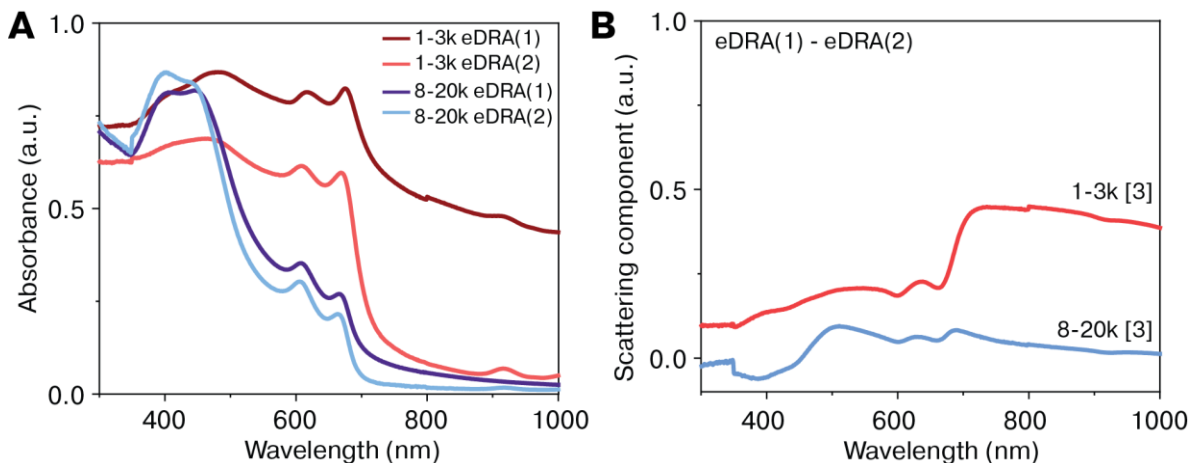 A
1.0
0.5
0.0
Absorbance (a.u.)
1-3k eDRA(1)
1-3k eDRA(2)
8-20k eDRA(1)
8-20k eDRA(2)
400
600
800
1000
Wavelength (nm)
B
1.0
0.5
0.0
Scattering component (a.u.)
eDRA(1) - eDRA(2)
1-3k [3]
8-20k [3]
400
600
800
1000
Wavelength (nm)